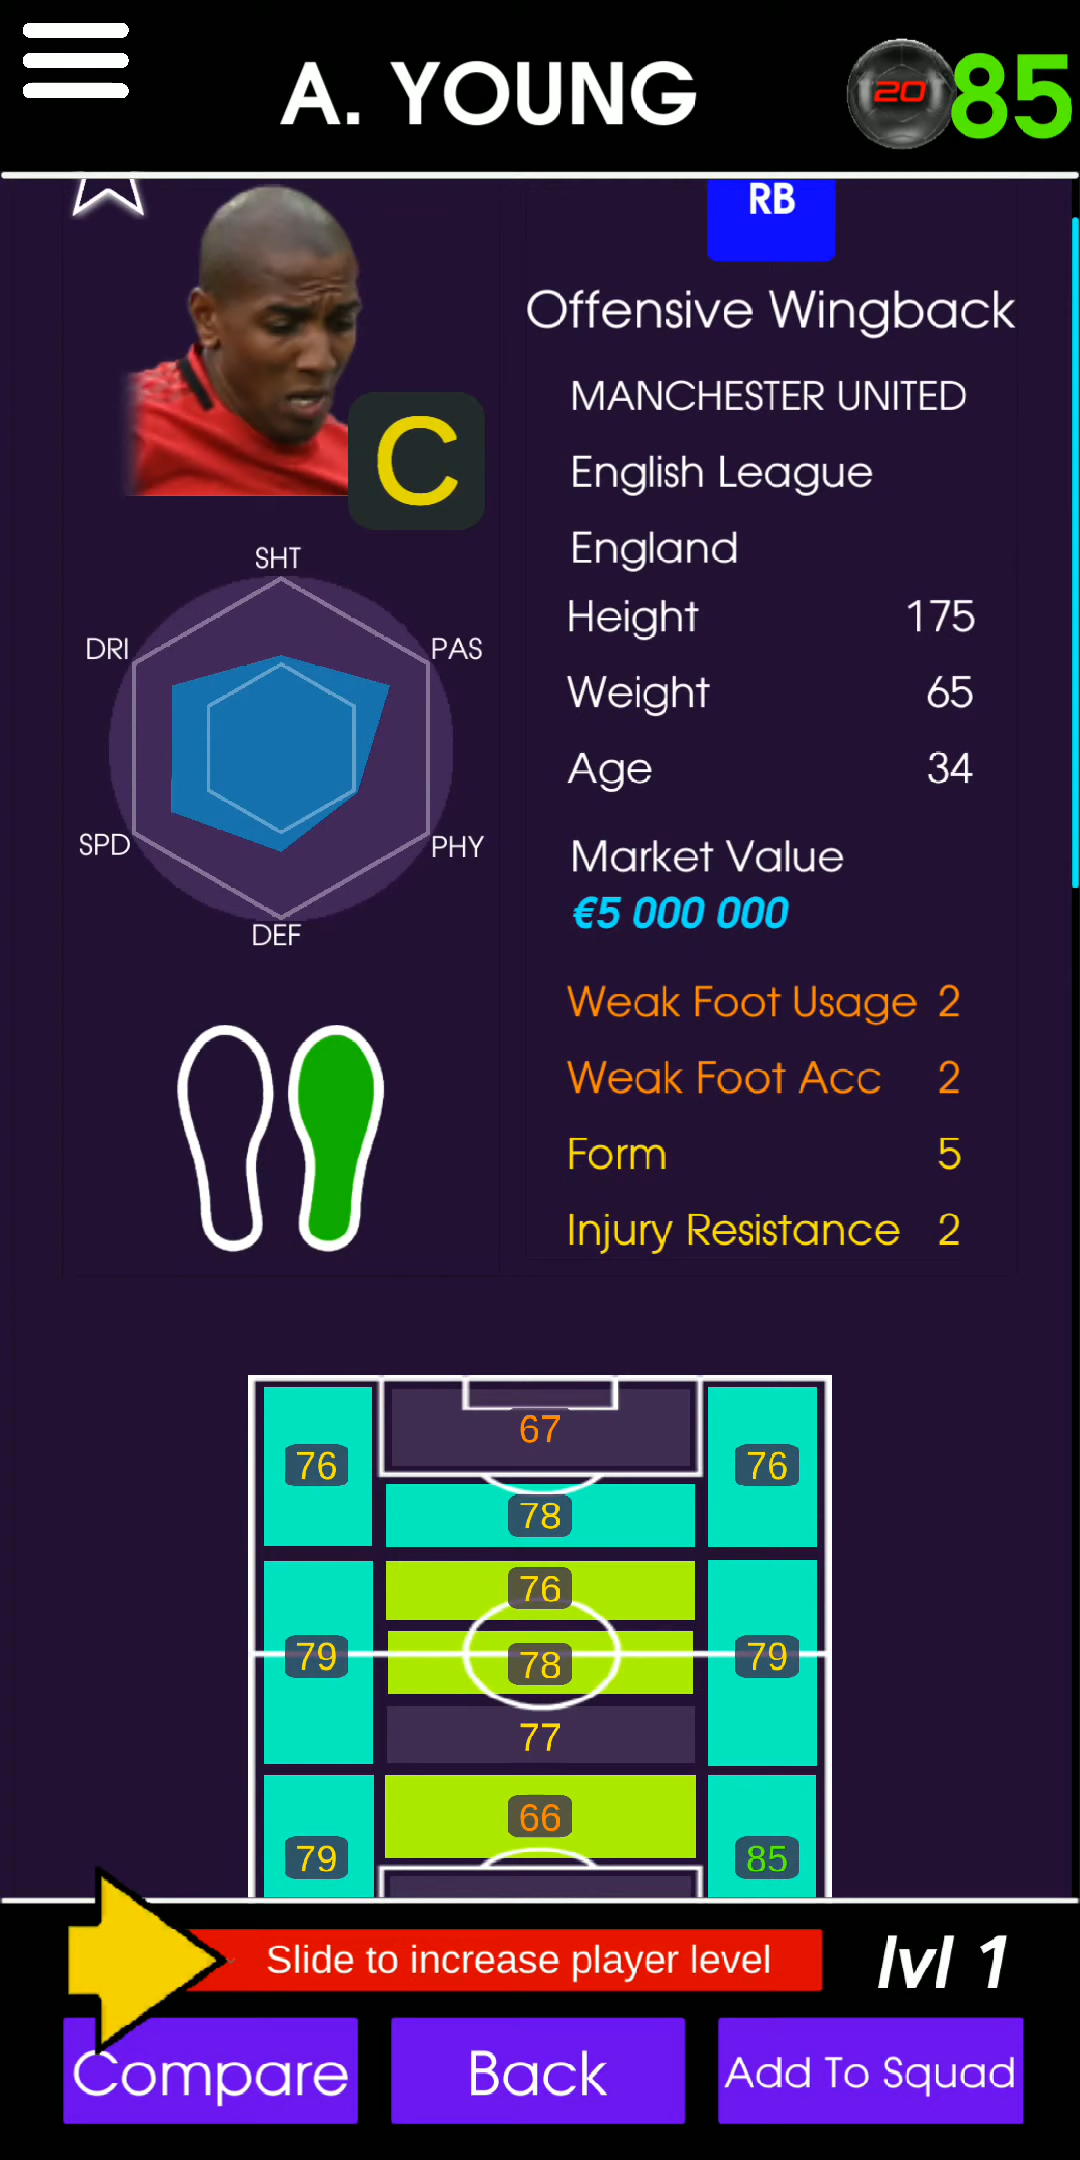 A. YOUNG
20
85
RB
Offensive Wingback
MANCHESTER UNITED
English League
England
Height 175
Weight 65
Age 34
Market Value
€5 000 000
Weak Foot Usage 2
Weak Foot Acc 2
Form 5
Injury Resistance 2
C
SHT
DRI
PAS
SPD
PHY
DEF
67
76
76
78
76
79
78
79
77
66
79
85
Slide to increase player level
lvl 1
Compare
Back
Add To Squad